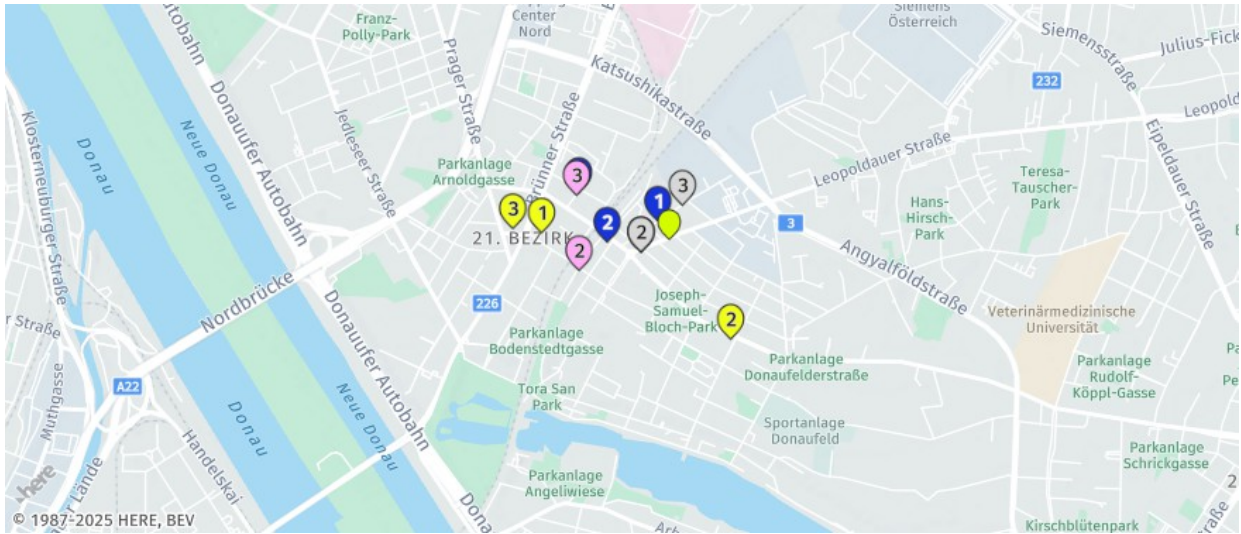 Franz-
Polly-Park
Center
Nord
Siemens
Österreich
Siemensstraße
Julius-Fick
232
Leopold
Donauufer Autobahn
Prager Straße
Katsushikastraße
Klosterneuburger Straße
Donau
Neue Donau
Jedleseer Straße
Brünner Straße
Leopoldauer Straße
Eipeldauer Straße
Parkanlage
Arnoldgasse
Teresa-
Tauscher-
Park
Hans-
Hirsch-
Park
3
3
1
3
1
2
2
2
21. BEZIRK
3
Angyalföldstraße
Nordbrücke
226
Joseph-
Samuel-
Bloch-Park
2
Veterinärmedizinische
Universität
r Straße
Donauufer Autobahn
Parkanlage
Bodenstedtgasse
Parkanlage
Donaufelderstraße
Parkanlage
Rudolf-
Köppl-Gasse
A22
Muthgasse
Donau
Neue Donau
Tora San
Park
Sportanlage
Donaufeld
Handelskai
Parkanlage
Schrickgasse
Parkanlage
Angeliwiese
Lände
here
© 1987-2025 HERE, BEV
Kirschblütenpark